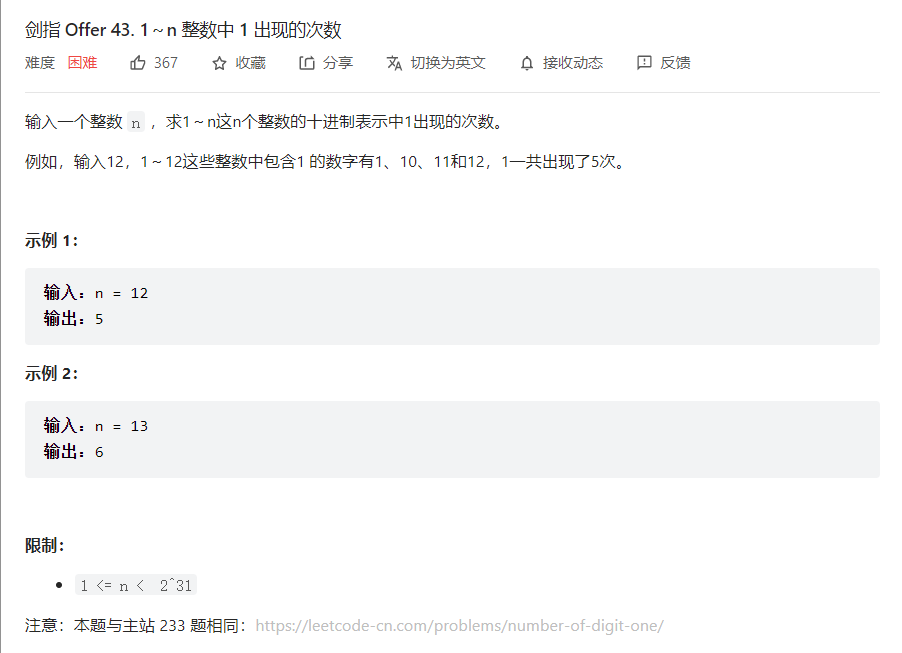 剑指 Offer 43. 1～n 整数中 1 出现的次数
难度 困难 367 收藏 分享 切换为英文 接收动态 反馈
输入一个整数 n ，求1～n这n个整数的十进制表示中1出现的次数。
例如，输入12，1～12这些整数中包含1 的数字有1、10、11和12，1一共出现了5次。
示例 1：
输入：n = 12
输出：5
示例 2：
输入：n = 13
输出：6
限制：
1 <= n < 2^31
注意：本题与主站 233 题相同：https://leetcode-cn.com/problems/number-of-digit-one/